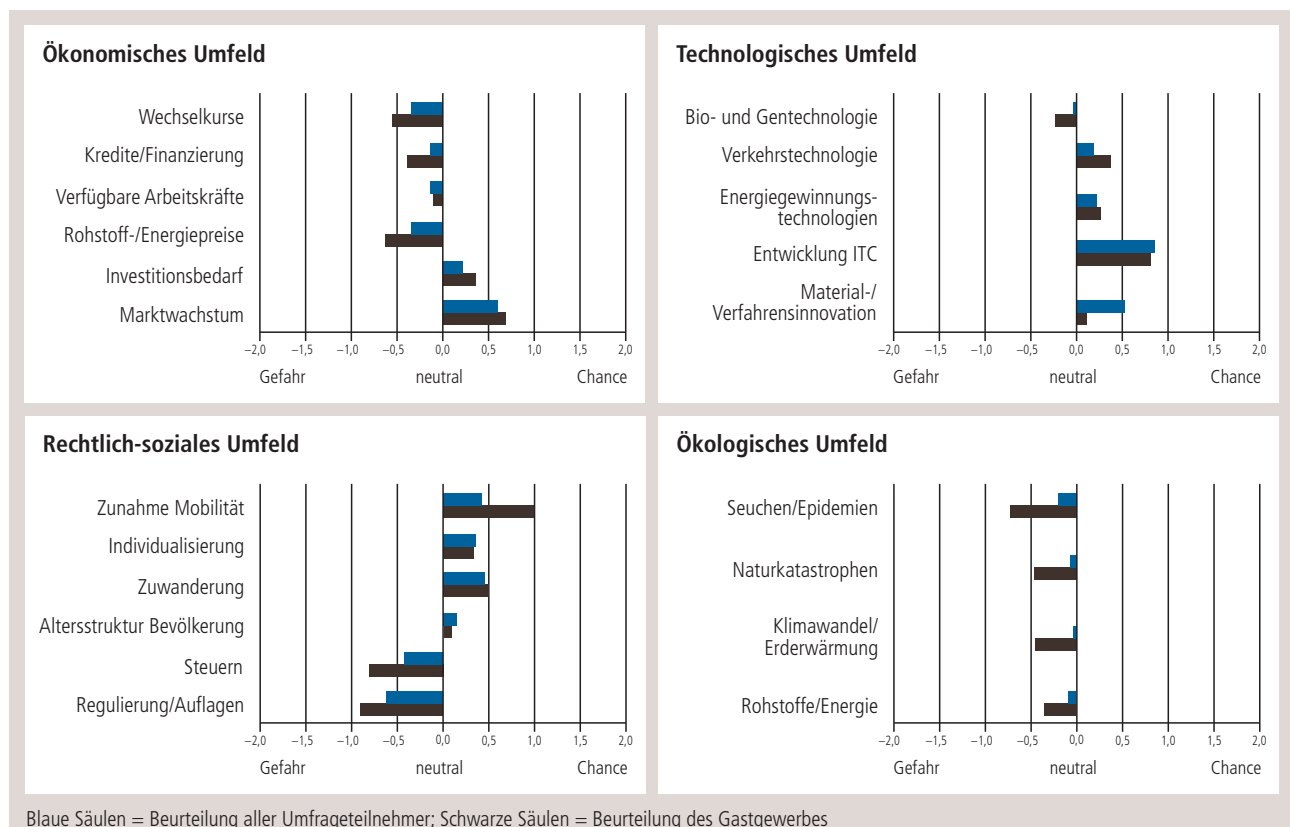 Ökonomisches Umfeld
Wechselkurse
Kredite/Finanzierung
Verfügbare Arbeitskräfte
Rohstoff-/Energiepreise
Investitionsbedarf
Marktwachstum
–2,0 –1,5 –1,0 –0,5 0,0 0,5 1,0 1,5 2,0
Gefahr neutral Chance
Technologisches Umfeld
Bio- und Gentechnologie
Verkehrstechnologie
Energiegewinnungs-
technologien
Entwicklung ITC
Material-/
Verfahrensinnovation
–2,0 –1,5 –1,0 –0,5 0,0 0,5 1,0 1,5 2,0
Gefahr neutral Chance
Rechtlich-soziales Umfeld
Zunahme Mobilität
Individualisierung
Zuwanderung
Altersstruktur Bevölkerung
Steuern
Regulierung/Auflagen
–2,0 –1,5 –1,0 –0,5 0,0 0,5 1,0 1,5 2,0
Gefahr neutral Chance
Ökologisches Umfeld
Seuchen/Epidemien
Naturkatastrophen
Klimawandel/
Erderwärmung
Rohstoffe/Energie
–2,0 –1,5 –1,0 –0,5 0,0 0,5 1,0 1,5 2,0
Gefahr neutral Chance
Blaue Säulen = Beurteilung aller Umfrageteilnehmer; Schwarze Säulen = Beurteilung des Gastgewerbes